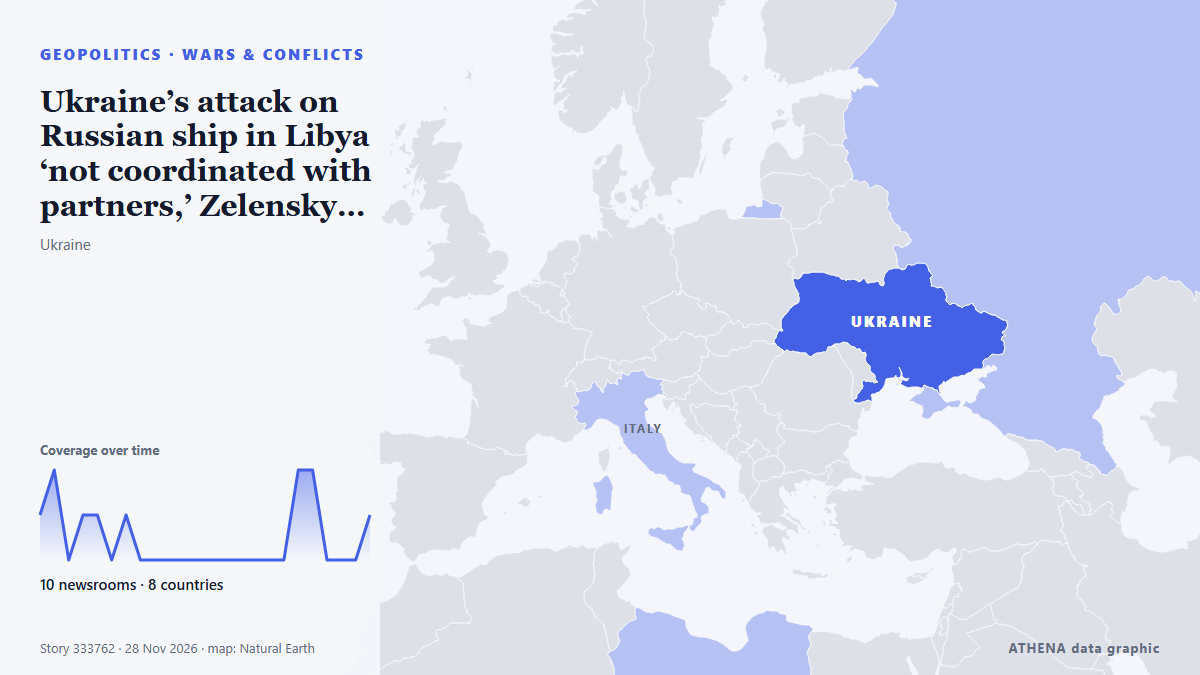 GEOPOLITICS · WARS & CONFLICTS
Ukraine’s attack on
Russian ship in Libya
‘not coordinated with
partners,’ Zelensky…
Ukraine
UKRAINE
ITALY
Coverage over time
10 newsrooms · 8 countries
Story 333762 · 28 Nov 2026 · map: Natural Earth
ATHENA data graphic